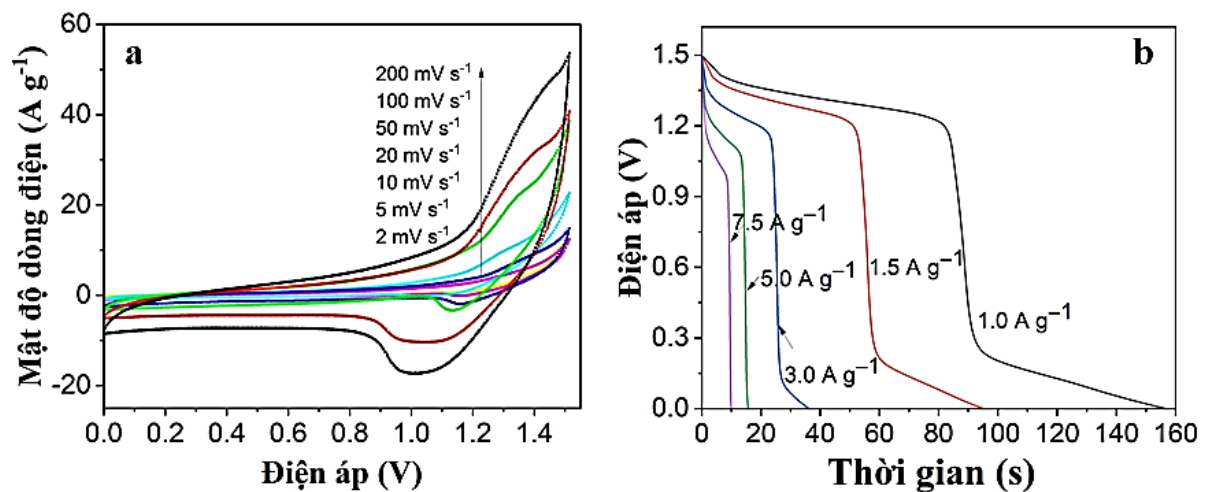 a
Mật độ dòng điện (A g⁻¹)
60
40
20
0
-20
200 mV s⁻¹
100 mV s⁻¹
50 mV s⁻¹
20 mV s⁻¹
10 mV s⁻¹
5 mV s⁻¹
2 mV s⁻¹
0.0 0.2 0.4 0.6 0.8 1.0 1.2 1.4
Điện áp (V)
b
Điện áp (V)
1.5
1.2
0.9
0.6
0.3
0.0
7.5 A g⁻¹
5.0 A g⁻¹
1.5 A g⁻¹
1.0 A g⁻¹
3.0 A g⁻¹
0 20 40 60 80 100 120 140 160
Thời gian (s)